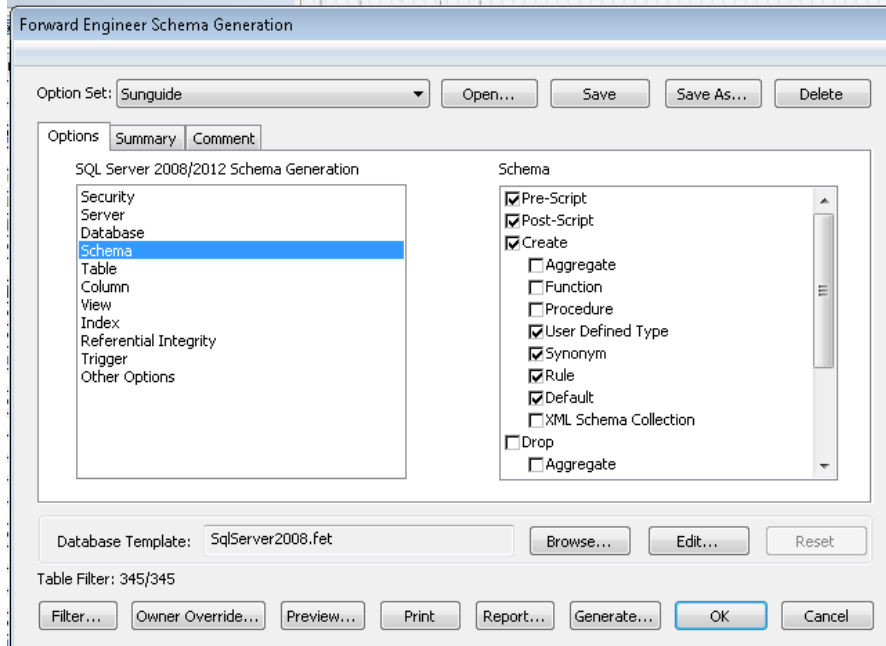 Forward Engineer Schema Generation
Option Set: Sunguide Open... Save Save As... Delete
Options Summary Comment
SQL Server 2008/2012 Schema Generation
Security
Server
Database
Schema
Table
Column
View
Index
Referential Integrity
Trigger
Other Options
Schema
Pre-Script
Post-Script
Create
Aggregate
Function
Procedure
User Defined Type
Synonym
Rule
Default
XML Schema Collection
Drop
Aggregate
Database Template: SqlServer2008.fet Browse... Edit... Reset
Table Filter: 345/345
Filter... Owner Override... Preview... Print Report... Generate... OK Cancel